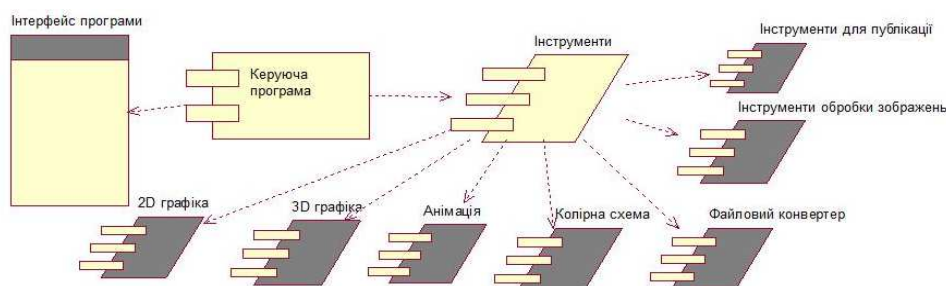 Інтерфейс програми
Керуюча
програма
Інструменти
Інструменти для публікації
Інструменти обробки зображень
2D графіка
3D графіка
Анімація
Колірна схема
Файловий конвертер